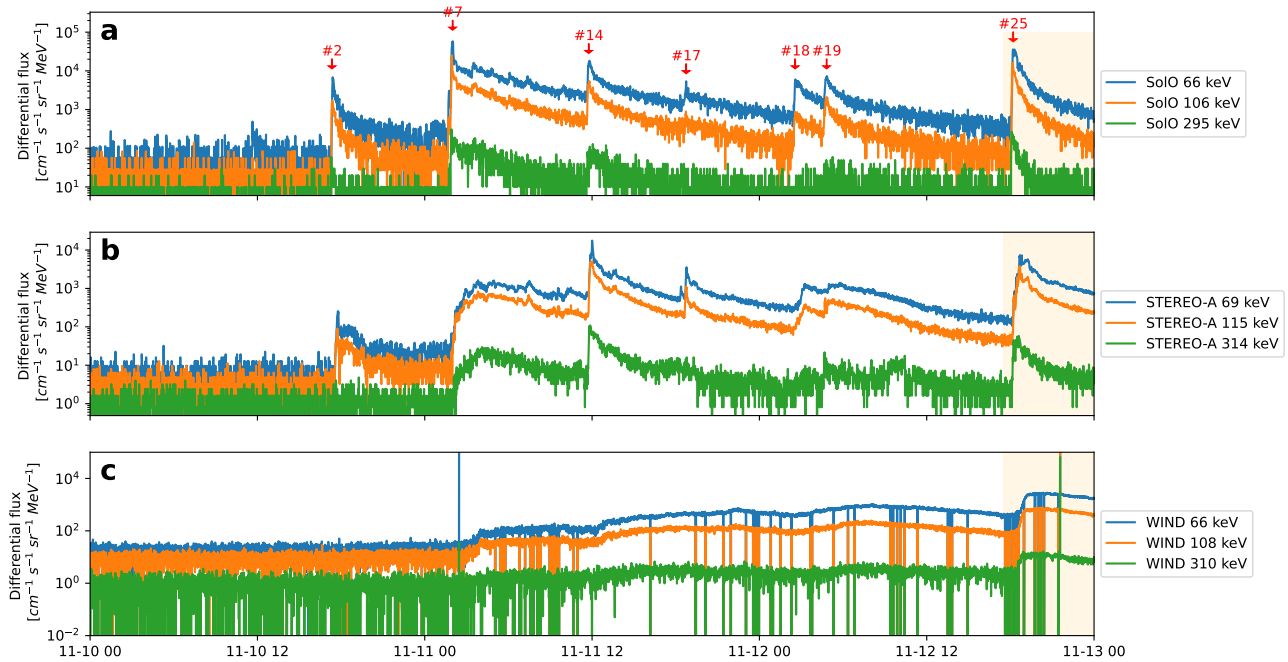 a
#2
#7
#14
#17
#18
#19
#25
Differential flux
[cm⁻¹ s⁻¹ sr⁻¹ MeV⁻¹]
10⁵
10⁴
10³
10²
10¹
SolO 66 keV
SolO 106 keV
SolO 295 keV
b
Differential flux
[cm⁻¹ s⁻¹ sr⁻¹ MeV⁻¹]
10⁴
10³
10²
10¹
10⁰
STEREO-A 69 keV
STEREO-A 115 keV
STEREO-A 314 keV
c
Differential flux
[cm⁻¹ s⁻¹ sr⁻¹ MeV⁻¹]
10⁴
10²
10⁰
10⁻²
WIND 66 keV
WIND 108 keV
WIND 310 keV
11-10 00
11-10 12
11-11 00
11-11 12
11-12 00
11-12 12
11-13 00